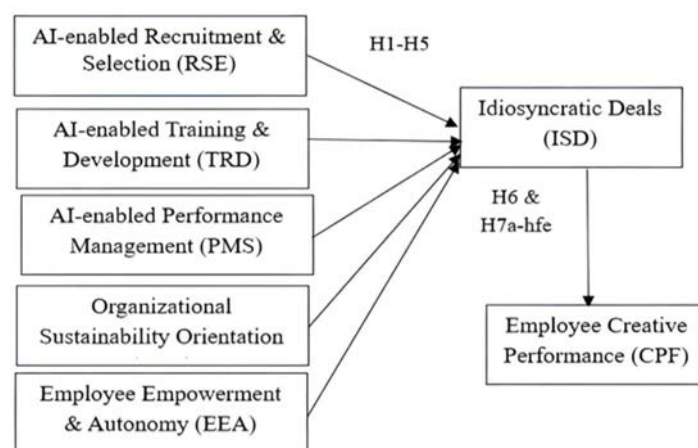 AI-enabled Recruitment &
Selection (RSE)
H1-H5
AI-enabled Training &
Development (TRD)
Idiosyncratic Deals
(ISD)
AI-enabled Performance
Management (PMS)
H6 &
H7a-hfe
Organizational
Sustainability Orientation
Employee Creative
Performance (CPF)
Employee Empowerment
& Autonomy (EEA)